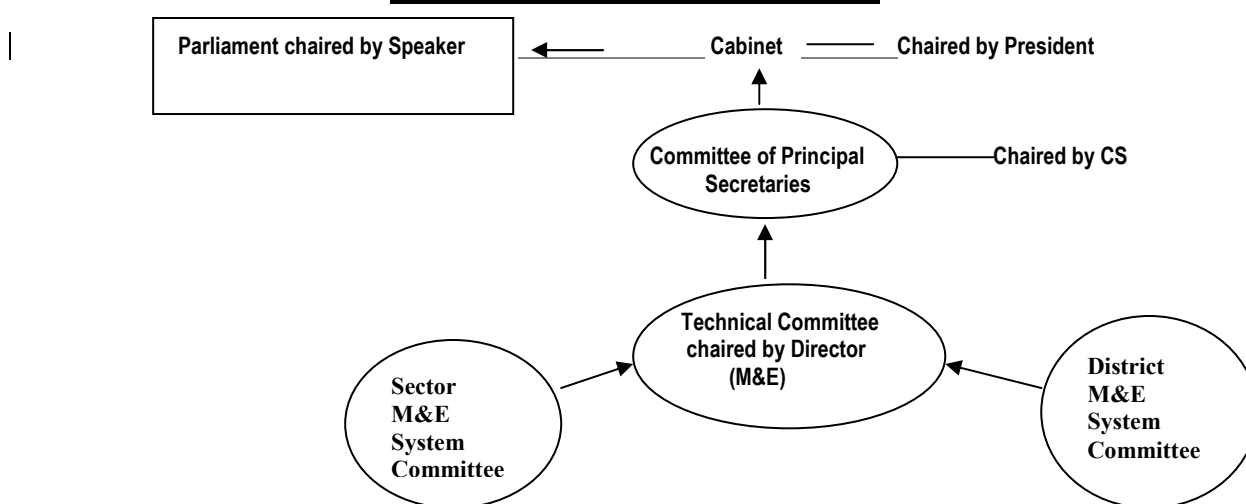 Parliament chaired by Speaker
Cabinet
Chaired by President
Committee of Principal
Secretaries
Chaired by CS
Technical Committee
chaired by Director
(M&E)
Sector
M&E
System
Committee
District
M&E
System
Committee